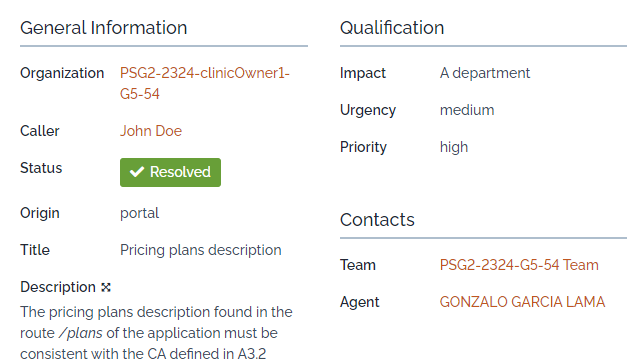 General Information
Organization PSG2-2324-clinicOwner1-
G5-54
Caller John Doe
Status Resolved
Origin portal
Title Pricing plans description
Description
The pricing plans description found in the
route /plans of the application must be
consistent with the CA defined in A3.2
Qualification
Impact A department
Urgency medium
Priority high
Contacts
Team PSG2-2324-G5-54 Team
Agent GONZALO GARCIA LAMA